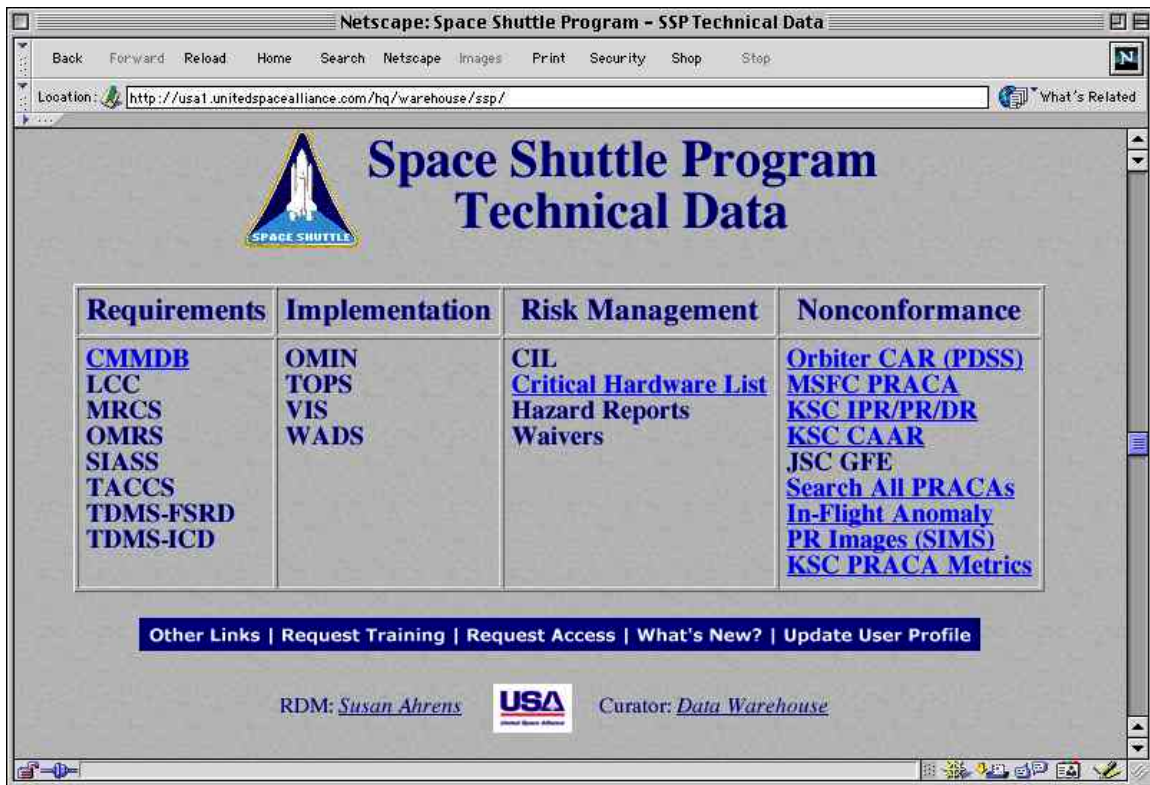 Netscape: Space Shuttle Program – SSP Technical Data
Back Forward Reload Home Search Netscape Images Print Security Shop Stop
N
Location: http://usa1.unitedspacealliance.com/hq/warehouse/ssp/ What's Related
SPACE SHUTTLE
Space Shuttle Program
Technical Data
Requirements Implementation Risk Management Nonconformance
CMMDB OMIN CIL Orbiter CAR (PDSS)
LCC TOPS Critical Hardware List MSFC PRACA
MRCS VIS Hazard Reports KSC IPR/PR/DR
OMRS WADS Waivers KSC CAAR
SIASS JSC GFE
TACCS Search All PRACAs
TDMS-FSRD In-Flight Anomaly
TDMS-ICD PR Images (SIMS)
KSC PRACA Metrics
Other Links | Request Training | Request Access | What's New? | Update User Profile
RDM: Susan Ahrens USA Curator: Data Warehouse
United Space Alliance